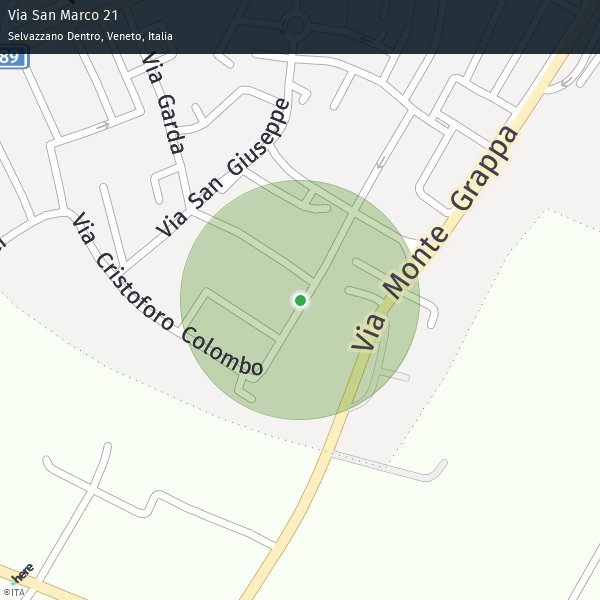 Via San Marco 21
Selvazzano Dentro, Veneto, Italia
89
Via Garda
Via San Giuseppe
Via Monte Grappa
Via Cristoforo Colombo
here
©ITA